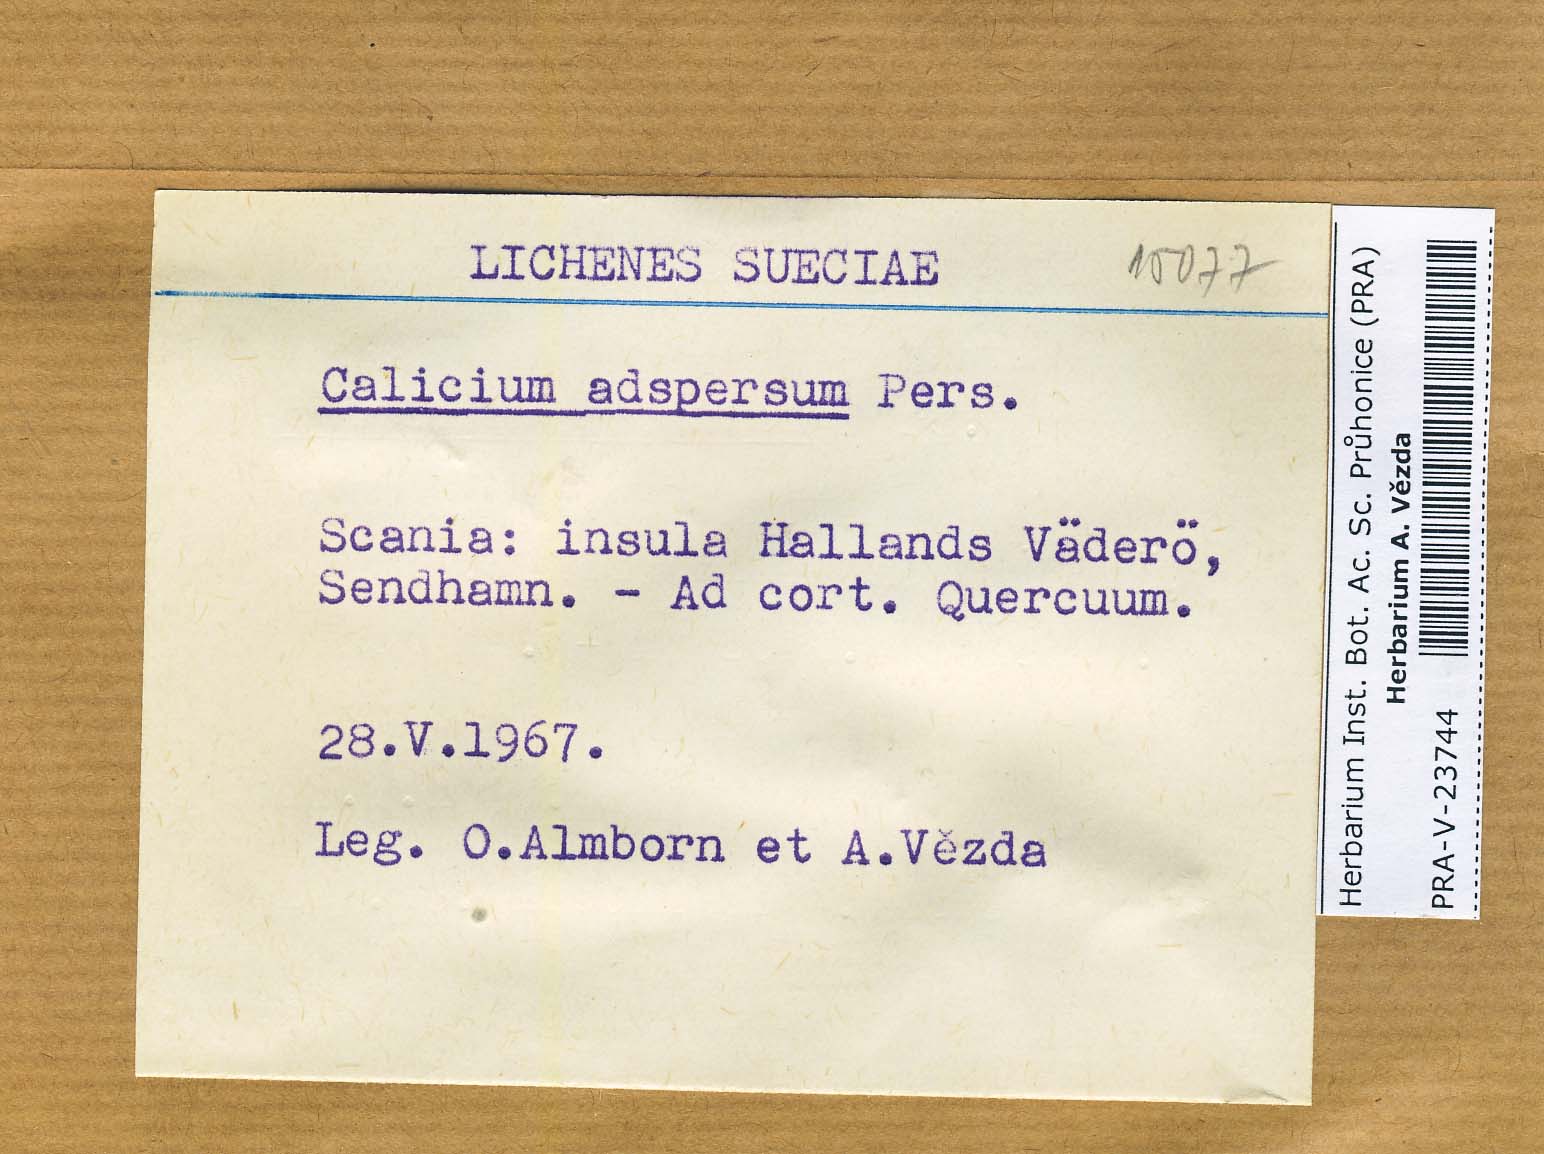 LICHENES SUECIAE 15077
Calicium adspersum Pers.
Scania: insula Hallands Väderö,
Sendhamn. - Ad cort. Quercuum.
28.V.1967.
Leg. O.Almborn et A.Vězda
Herbarium Inst. Bot. Ac. Sc. Průhonice (PRA)
Herbarium A. Vězda
PRA-V-23744